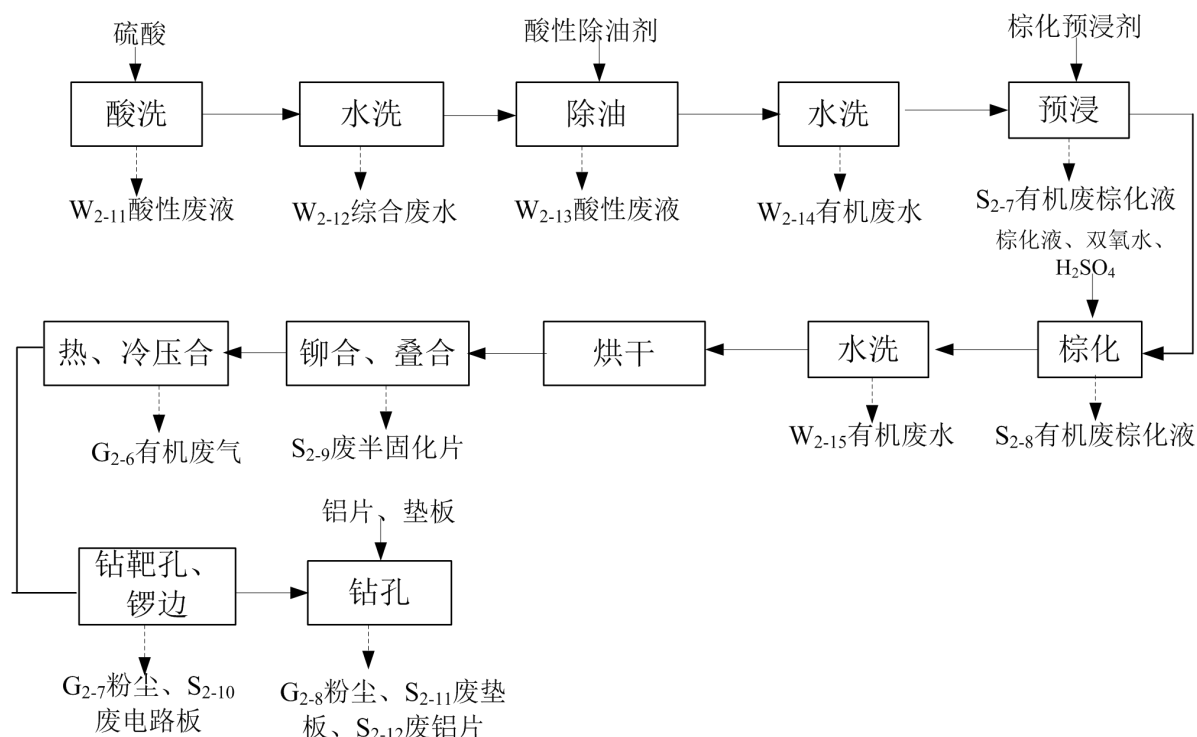 硫酸
酸性除油剂
棕化预浸剂
酸洗
水洗
除油
水洗
预浸
W2-11酸性废液
W2-12综合废水
W2-13酸性废液
W2-14有机废水
S2-7有机废棕化液
棕化液、双氧水、
H2SO4
热、冷压合
铆合、叠合
烘干
水洗
棕化
G2-6有机废气
S2-9废半固化片
W2-15有机废水
S2-8有机废棕化液
铝片、垫板
钻靶孔、
锣边
钻孔
G2-7粉尘、S2-10
废电路板
G2-8粉尘、S2-11废垫
板、S2-12废铝片